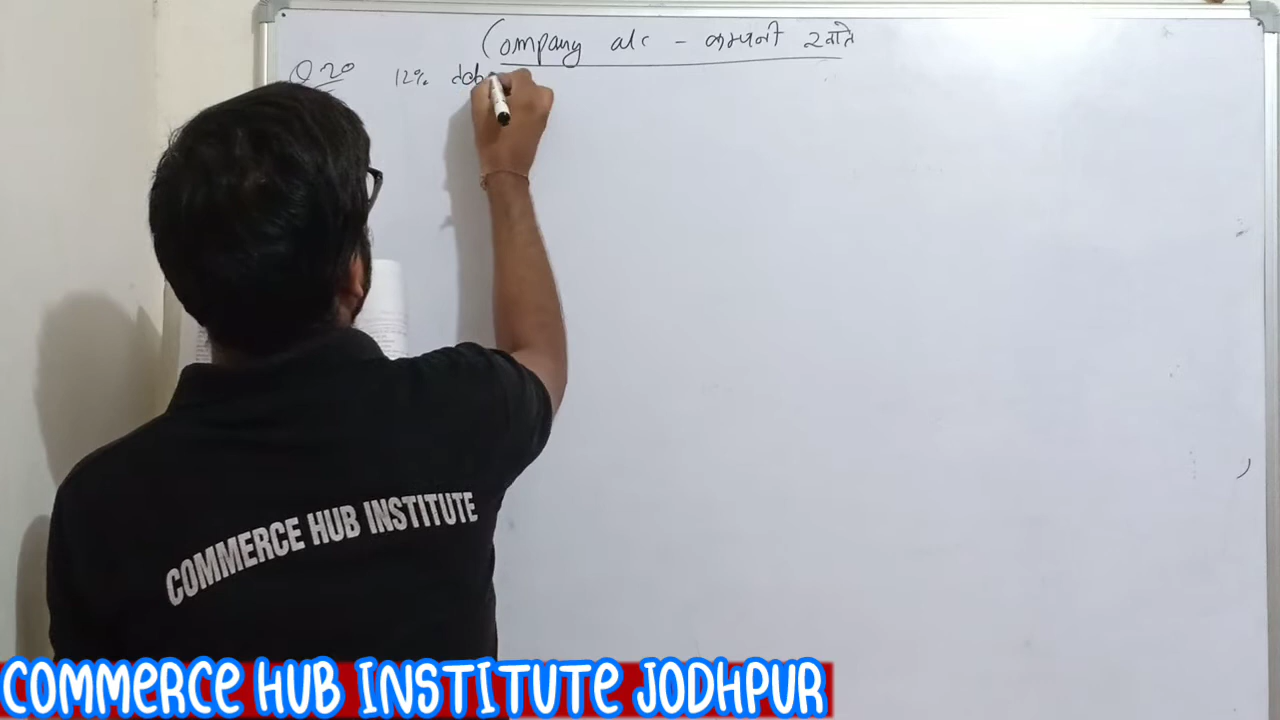 Company a/c - कम्पनी खाते
Q 20 12% deb
COMMERCE HUB INSTITUTE
COMMERCE HUB INSTITUTE JODHPUR